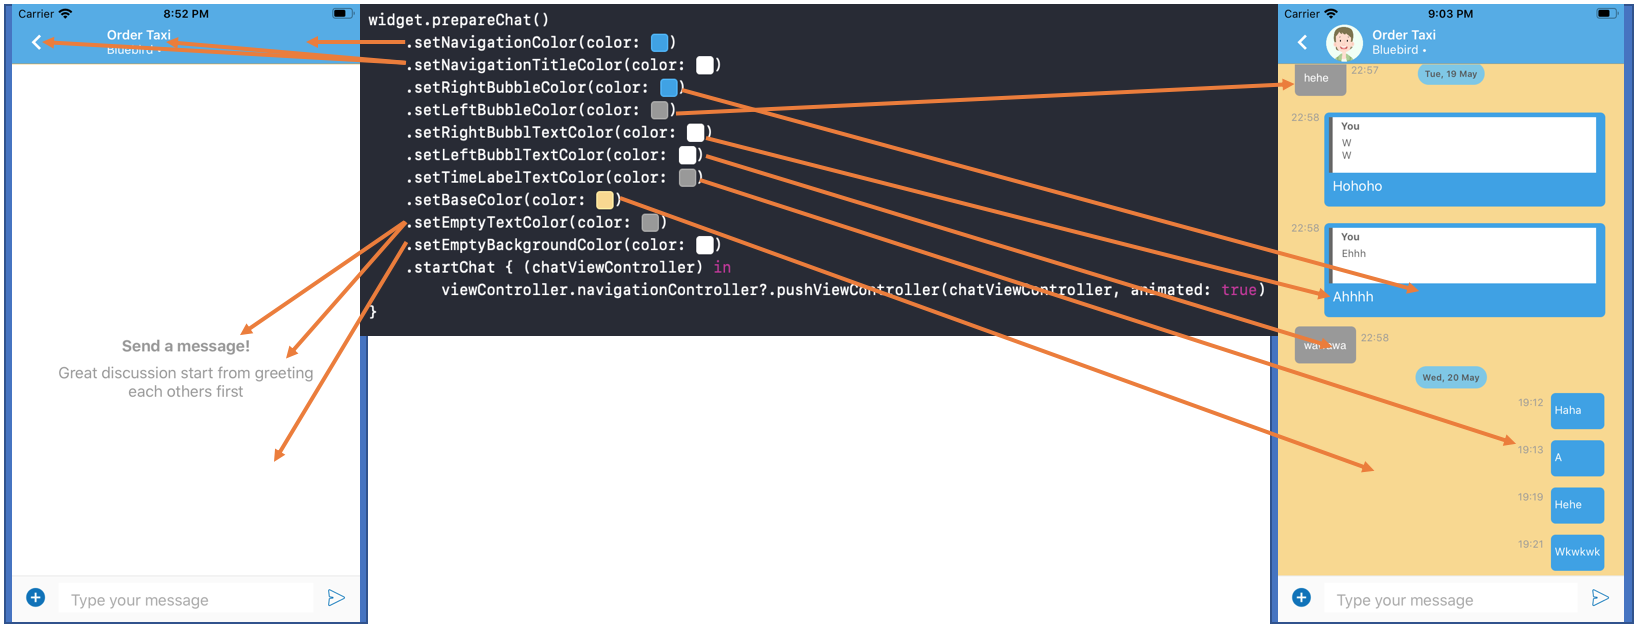 Carrier 8:52 PM
Order Taxi
Bluebird •
Send a message!
Great discussion start from greeting
each others first
Type your message
widget.prepareChat()
.setNavigationColor(color: )
.setNavigationTitleColor(color: )
.setRightBubbleColor(color: )
.setLeftBubbleColor(color: )
.setRightBubblTextColor(color: )
.setLeftBubblTextColor(color: )
.setTimeLabelTextColor(color: )
.setBaseColor(color: )
.setEmptyTextColor(color: )
.setEmptyBackgroundColor(color: )
.startChat { (chatViewController) in
viewController.navigationController?.pushViewController(chatViewController, animated: true)
}
Carrier 9:03 PM
Order Taxi
Bluebird •
hehe 22:57
Tue, 19 May
22:58
You
W
W
Hohoho
22:58
You
Ehhh
Ahhhh
22:58
Wed, 20 May
19:12 Haha
19:13 A
19:19 Hehe
19:21 Wkwkwk
Type your message